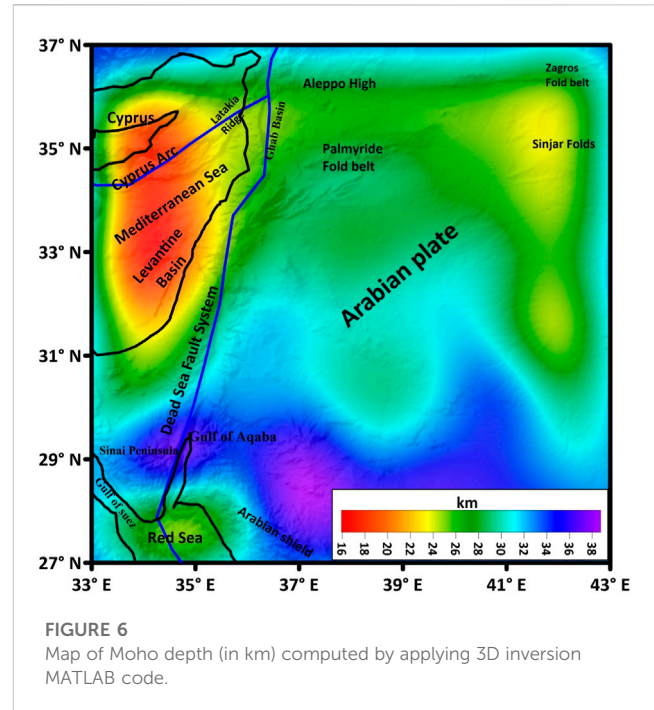 37° N
35° N
33° N
31° N
29° N
27° N
Zagros
Fold belt
Aleppo High
Cyprus
Latakia
Ridge
Ghab Basin
Palmyride
Fold belt
Sinjar Folds
Cyprus Arc
Mediterranean Sea
Levantine
Basin
Arabian plate
Dead Sea Fault System
Gulf of Aqaba
Sinai Peninsula
Gulf of suez
Red Sea
Arabian shield
km
16 18 20 22 24 26 28 30 32 34 36 38
33° E 35° E 37° E 39° E 41° E 43° E
FIGURE 6
Map of Moho depth (in km) computed by applying 3D inversion
MATLAB code.